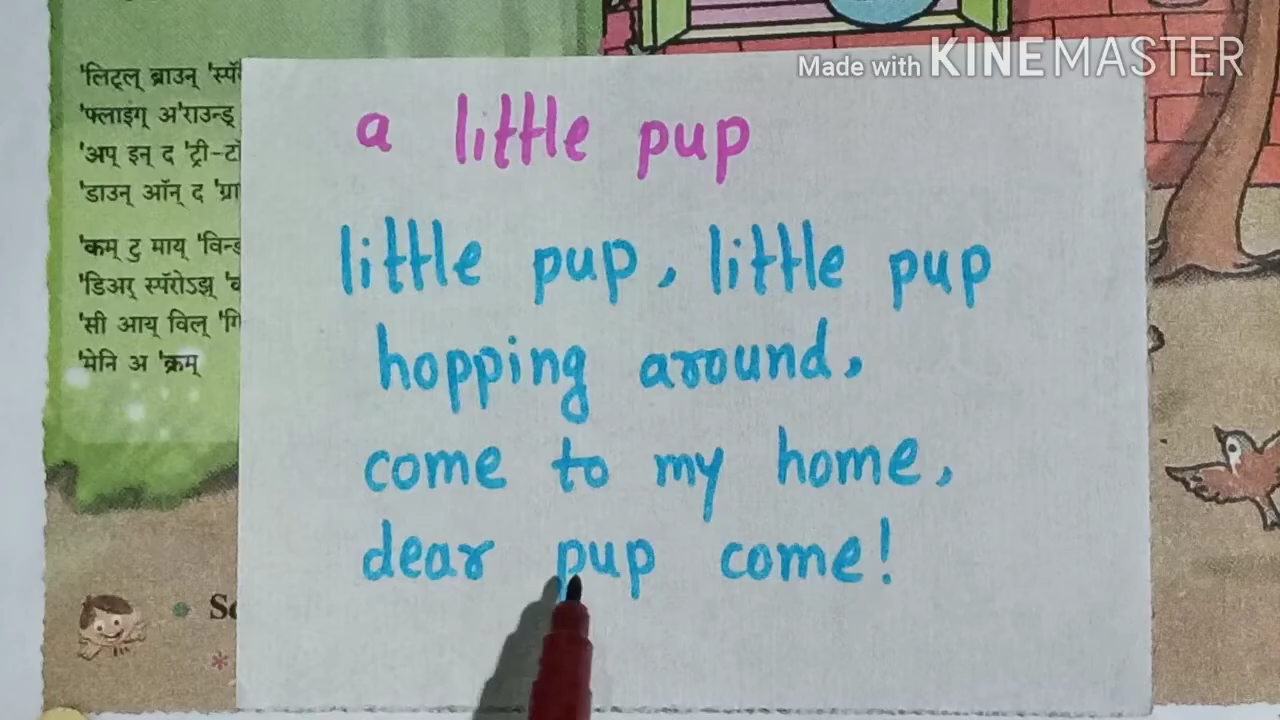 Made with KINEMASTER
'लिट्ल् ब्राउन्
'फ्लाइंग् अ'राउन्ड्
'अप् इन् द
'डाउन् ऑन् द
'कम् टु माय्
'डिअर् स्पॅरोऽझ्
'सी आय् विल्
'मेनि अ 'क्रम्
a little pup
little pup, little pup
hopping around,
come to my home,
dear pup come!